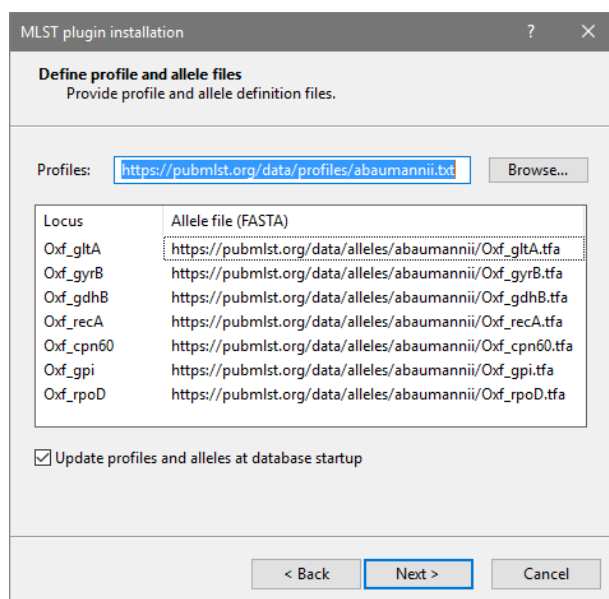 MLST plugin installation
Define profile and allele files
Provide profile and allele definition files.
Profiles: https://pubmlst.org/data/profiles/abaumannii.txt Browse...
Locus Allele file (FASTA)
Oxf_gltA https://pubmlst.org/data/alleles/abaumannii/Oxf_gltA.tfa
Oxf_gyrB https://pubmlst.org/data/alleles/abaumannii/Oxf_gyrB.tfa
Oxf_gdhB https://pubmlst.org/data/alleles/abaumannii/Oxf_gdhB.tfa
Oxf_recA https://pubmlst.org/data/alleles/abaumannii/Oxf_recA.tfa
Oxf_cpn60 https://pubmlst.org/data/alleles/abaumannii/Oxf_cpn60.tfa
Oxf_gpi https://pubmlst.org/data/alleles/abaumannii/Oxf_gpi.tfa
Oxf_rpoD https://pubmlst.org/data/alleles/abaumannii/Oxf_rpoD.tfa
Update profiles and alleles at database startup
< Back Next > Cancel